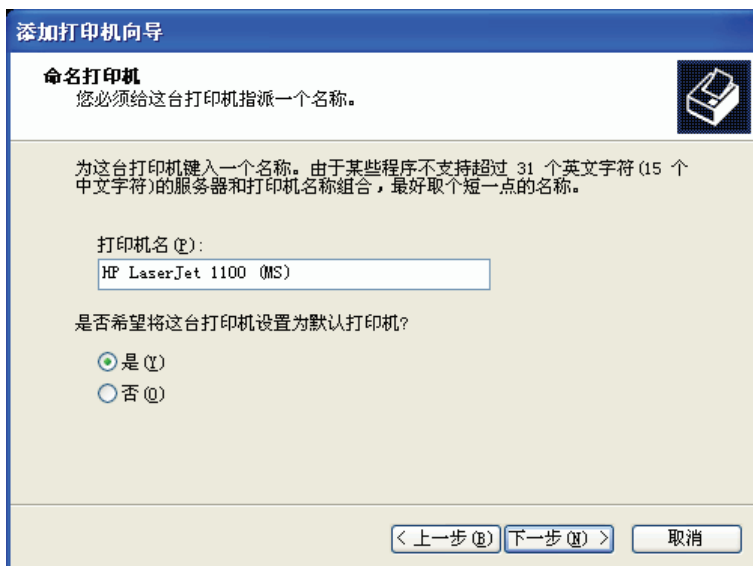 添加打印机向导
命名打印机
您必须给这台打印机指派一个名称。
为这台打印机键入一个名称。由于某些程序不支持超过 31 个英文字符(15 个
中文字符)的服务器和打印机名称组合，最好取个短一点的名称。
打印机名(P):
HP LaserJet 1100 (MS)
是否希望将这台打印机设置为默认打印机?
是(Y)
否(O)
< 上一步(B) 下一步(N) > 取消